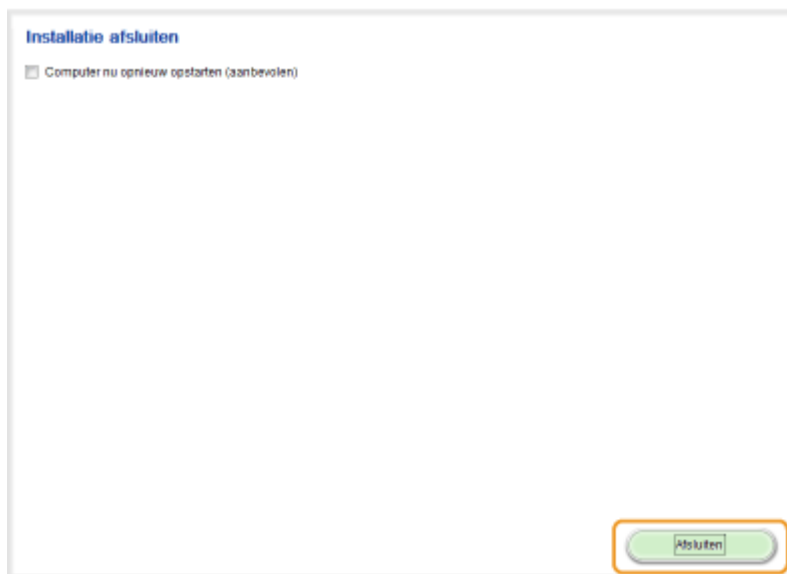 Installatie afsluiten
Computer nu opnieuw opstarten (aanbevolen)
Afsluiten